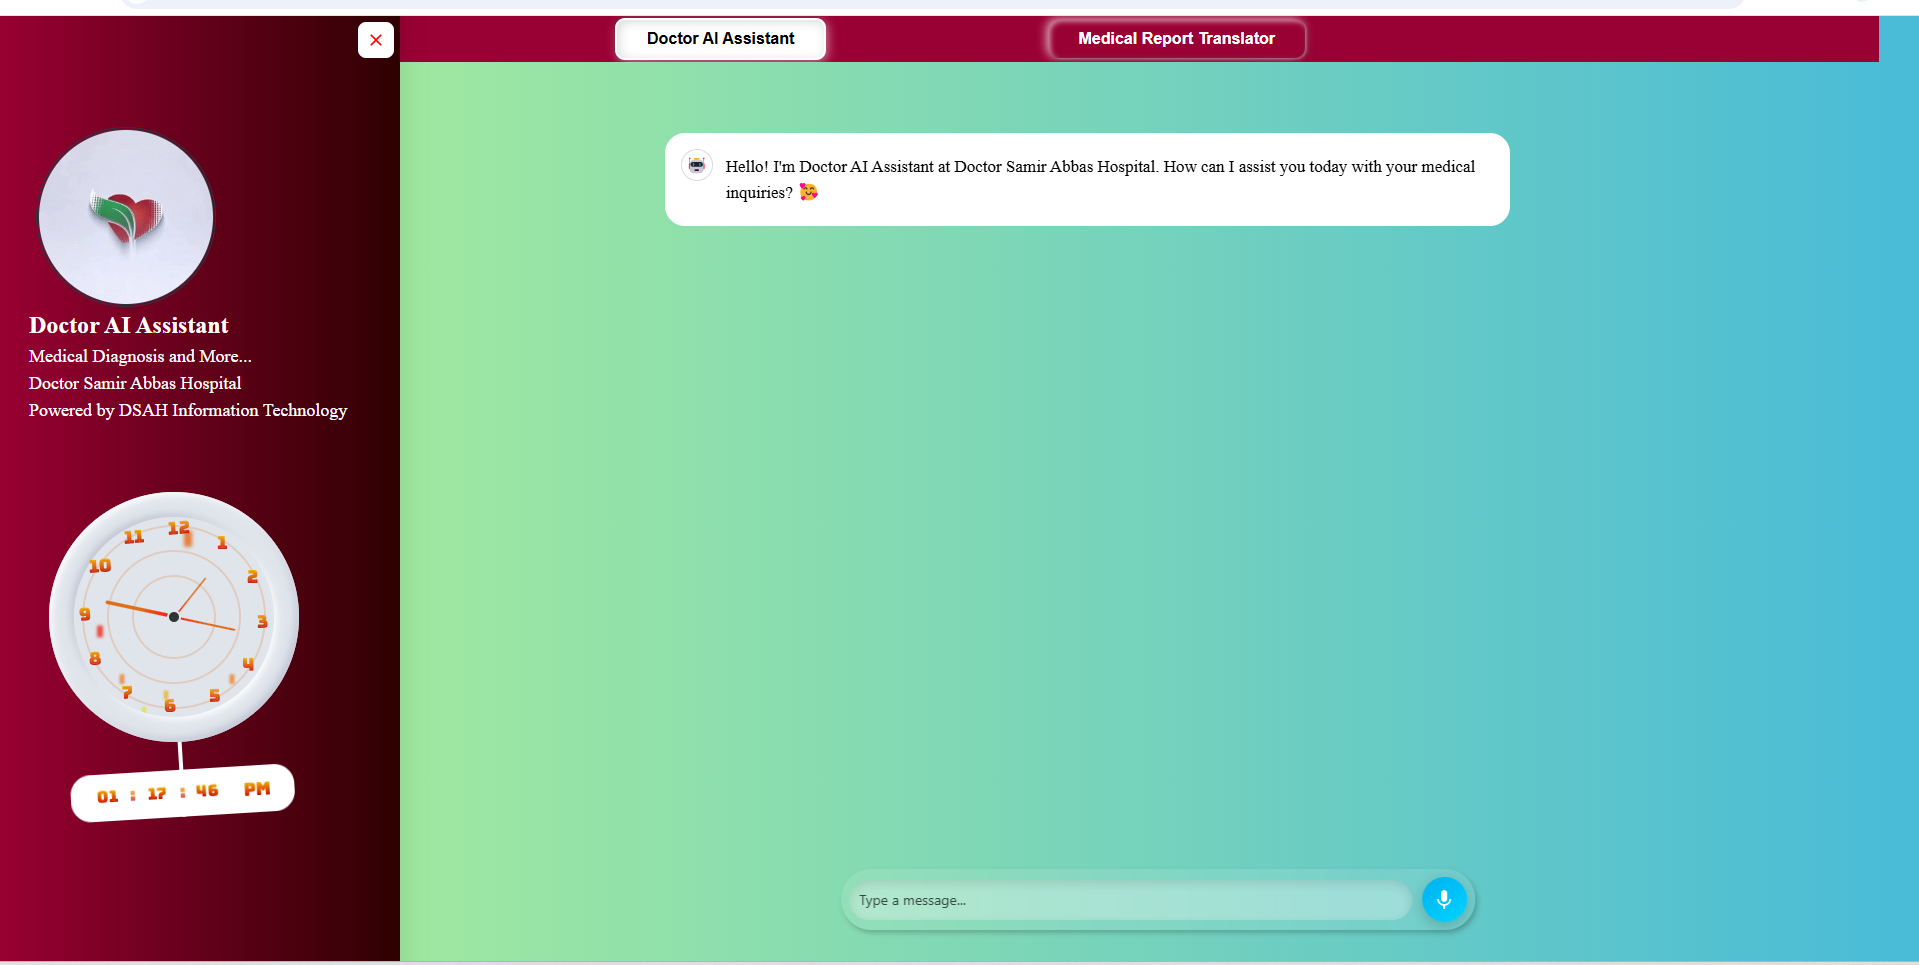 Doctor AI Assistant
Medical Report Translator
Doctor AI Assistant
Medical Diagnosis and More...
Doctor Samir Abbas Hospital
Powered by DSAH Information Technology
Hello! I'm Doctor AI Assistant at Doctor Samir Abbas Hospital. How can I assist you today with your medical
inquiries? 🥰
12
1
2
3
4
5
6
7
8
9
10
11
01 : 17 : 46 PM
Type a message...